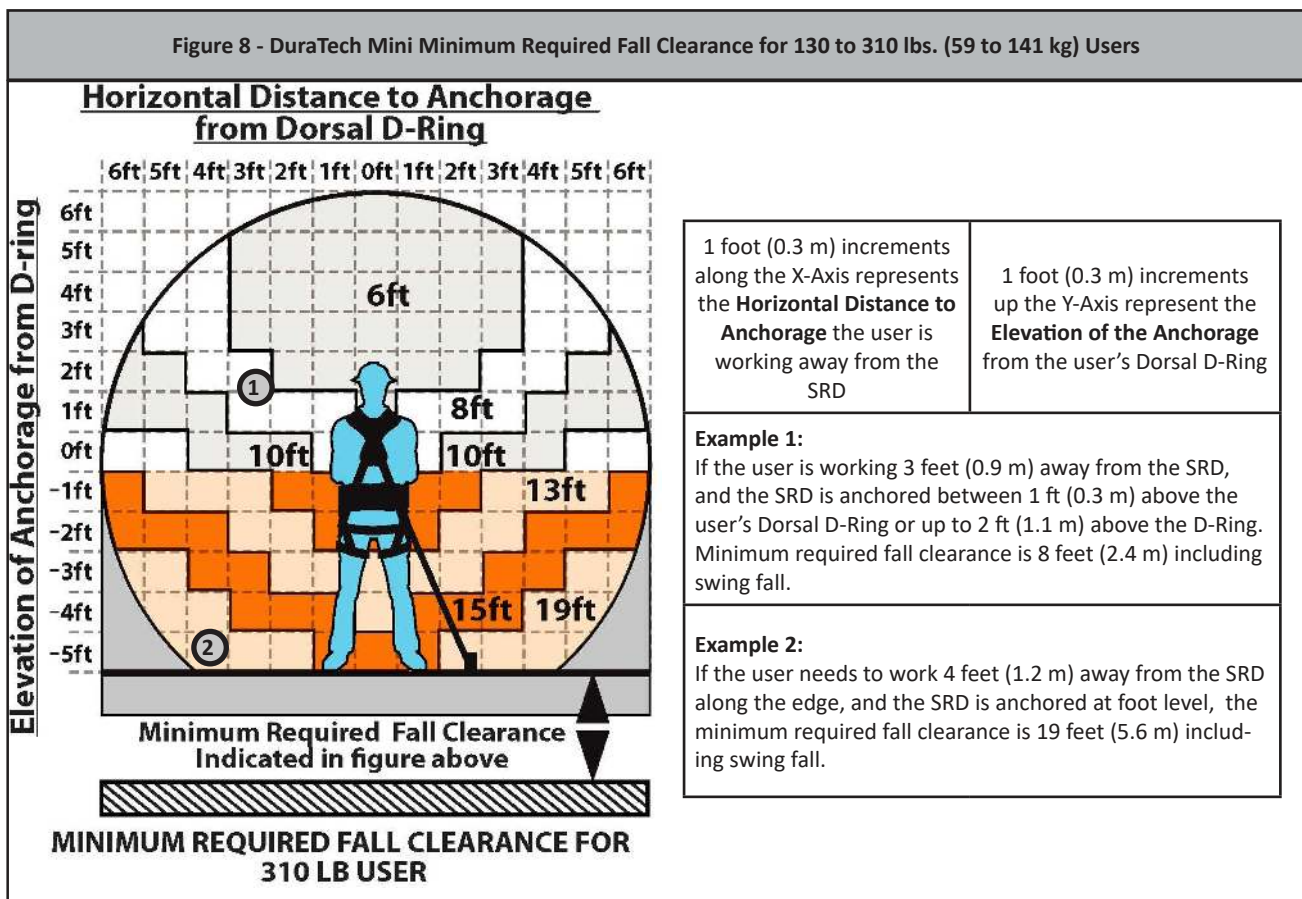 Figure 8 - DuraTech Mini Minimum Required Fall Clearance for 130 to 310 lbs. (59 to 141 kg) Users
Horizontal Distance to Anchorage
from Dorsal D-Ring
6ft 5ft 4ft 3ft 2ft 1ft 0ft 1ft 2ft 3ft 4ft 5ft 6ft
Elevation of Anchorage from D-ring
6ft
5ft
4ft
3ft
2ft
1ft
0ft
-1ft
-2ft
-3ft
-4ft
-5ft
6ft
1
8ft
10ft 10ft
13ft
15ft 19ft
2
Minimum Required Fall Clearance
Indicated in figure above
MINIMUM REQUIRED FALL CLEARANCE FOR
310 LB USER
1 foot (0.3 m) increments
along the X-Axis represents
the Horizontal Distance to
Anchorage the user is
working away from the
SRD
1 foot (0.3 m) increments
up the Y-Axis represent the
Elevation of the Anchorage
from the user's Dorsal D-Ring
Example 1:
If the user is working 3 feet (0.9 m) away from the SRD,
and the SRD is anchored between 1 ft (0.3 m) above the
user's Dorsal D-Ring or up to 2 ft (1.1 m) above the D-Ring.
Minimum required fall clearance is 8 feet (2.4 m) including
swing fall.
Example 2:
If the user needs to work 4 feet (1.2 m) away from the SRD
along the edge, and the SRD is anchored at foot level, the
minimum required fall clearance is 19 feet (5.6 m) includ-
ing swing fall.